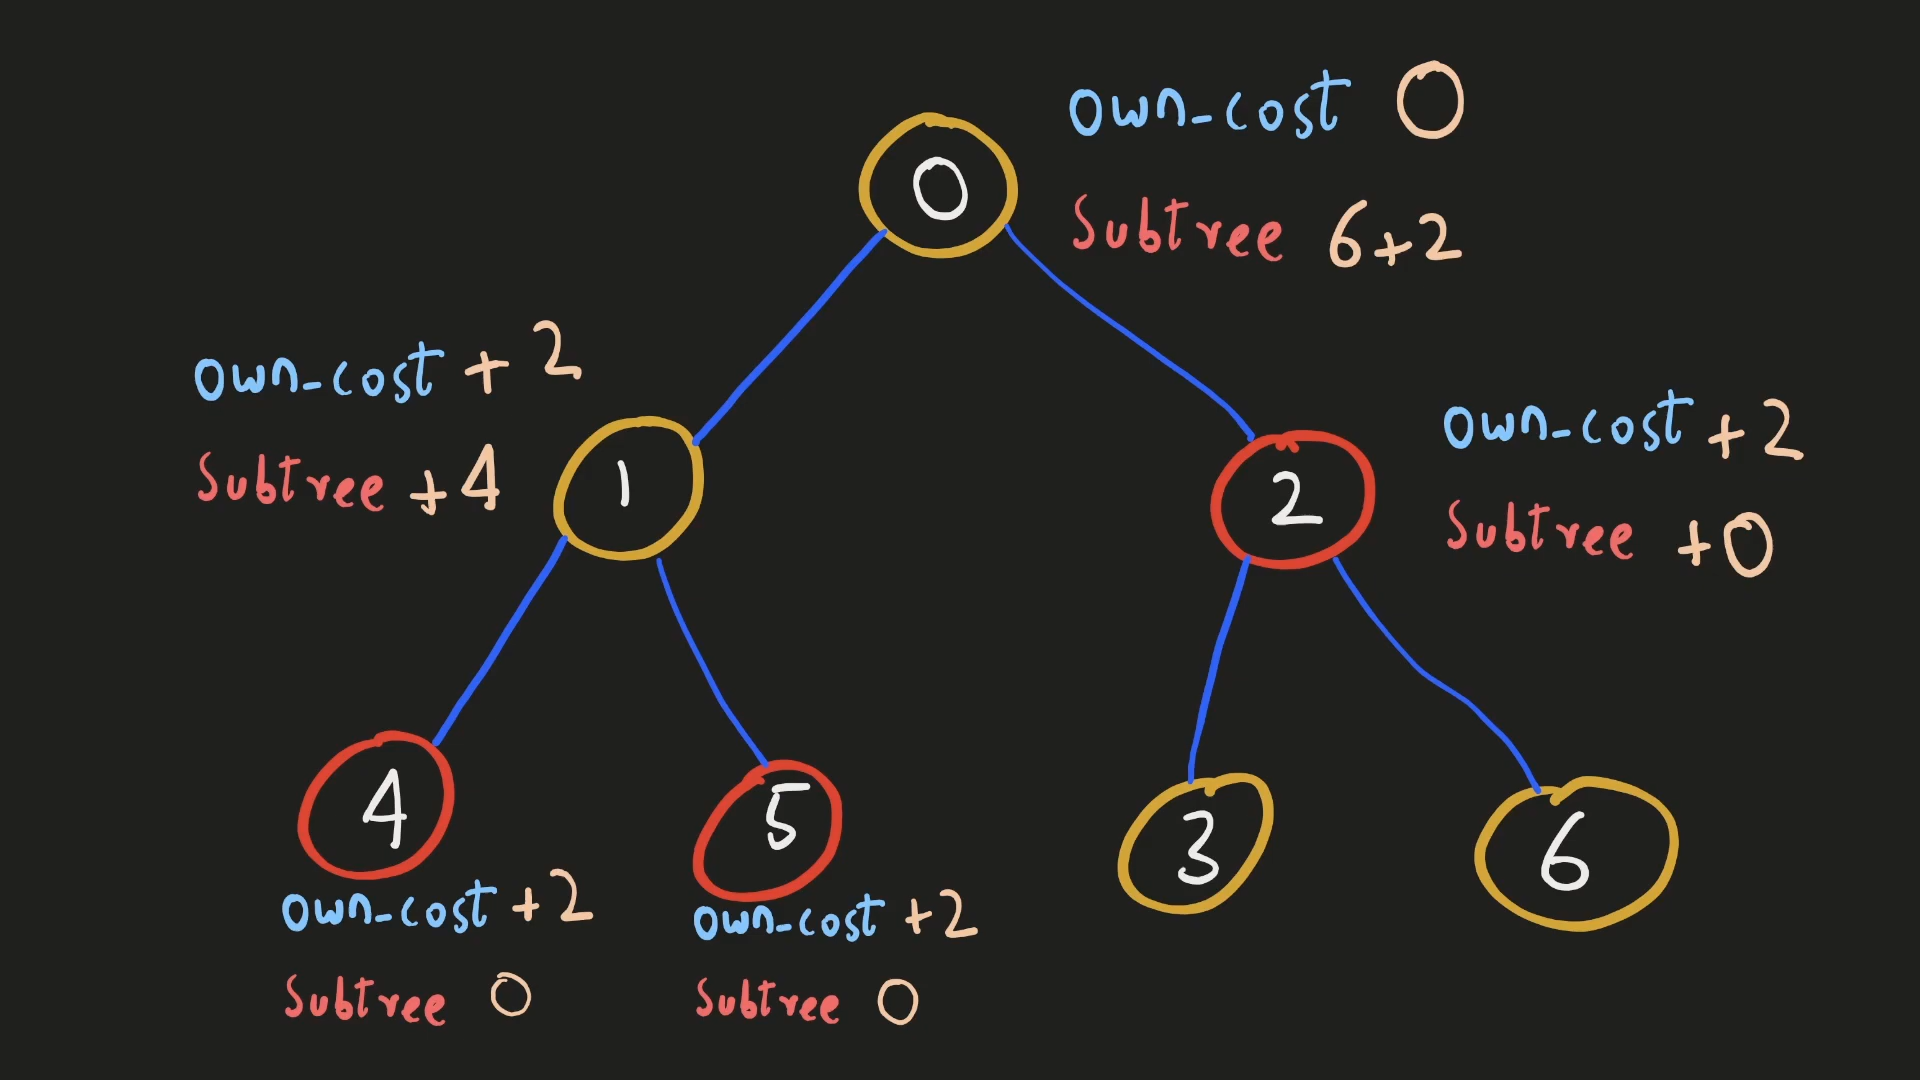 own-cost 0
0
Subtree 6+2
own-cost +2
Subtree +4
1
own-cost +2
Subtree +0
2
4
5
3
6
own-cost +2
Subtree 0
own-cost +2
Subtree 0